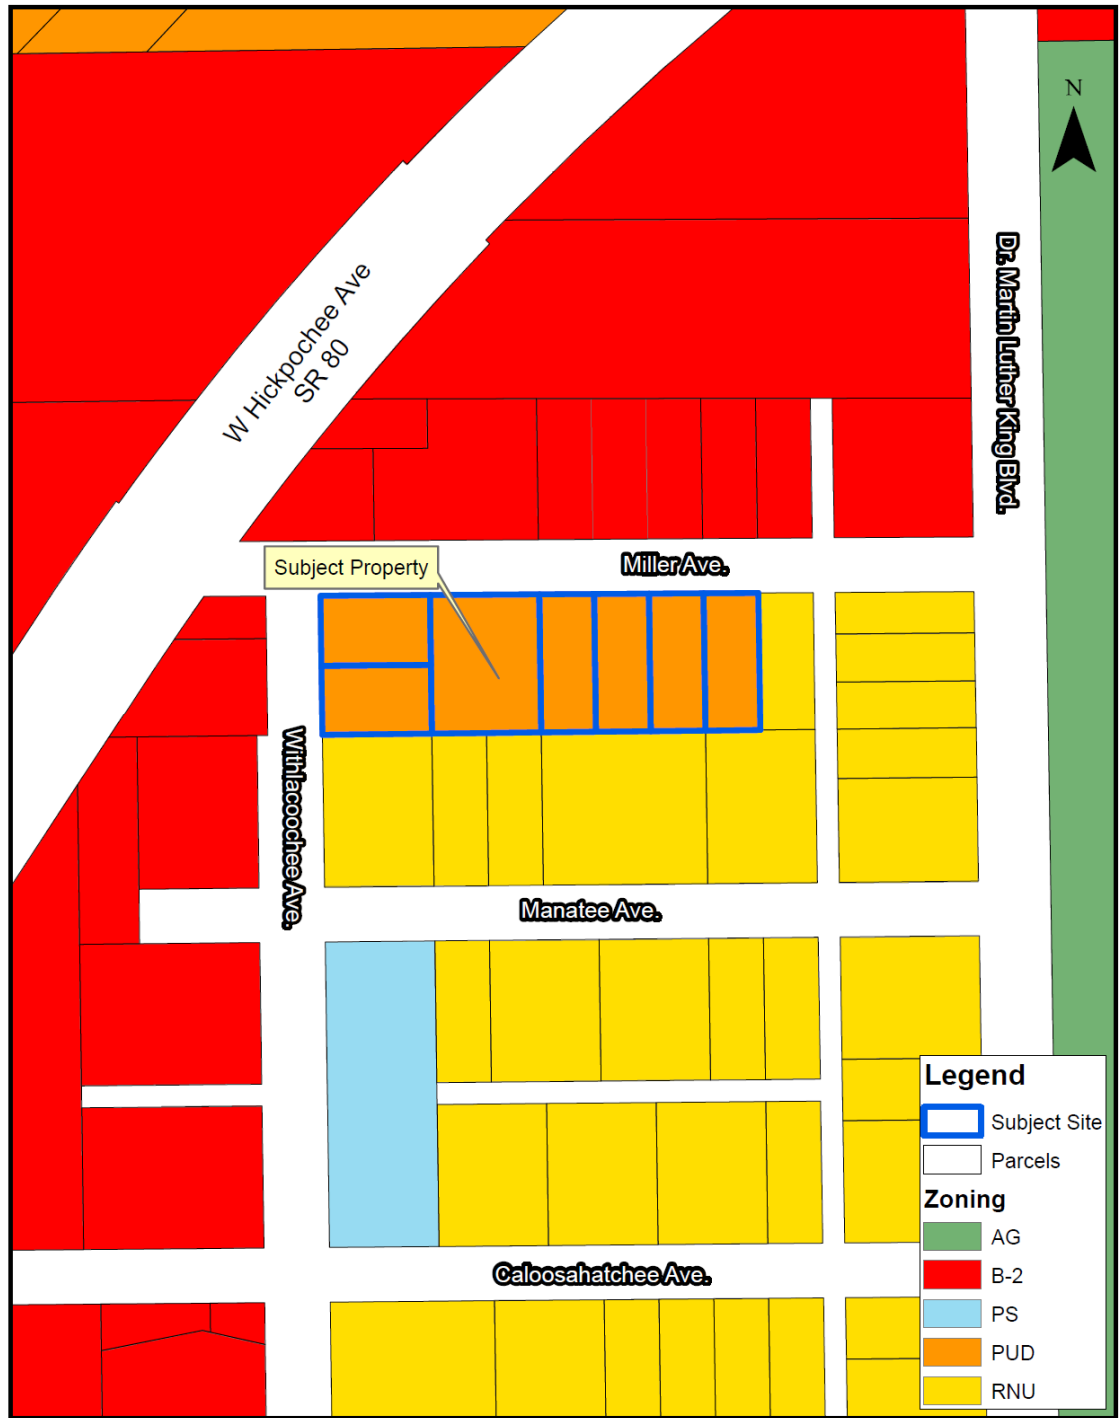 N
Dr. Martin Luther King Blvd.
W Hickpochee Ave
SR 80
Miller Ave.
Subject Property
Withlacoochee Ave.
Manatee Ave.
Caloosahatchee Ave.
Legend
Subject Site
Parcels
Zoning
AG
B-2
PS
PUD
RNU